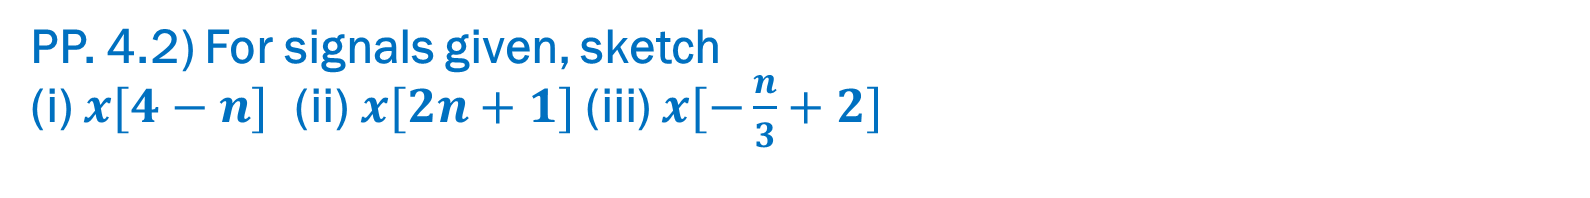 PP. 4.2) For signals given, sketch
(i) x[4 − n] (ii) x[2n + 1] (iii) x[−n/3 + 2]